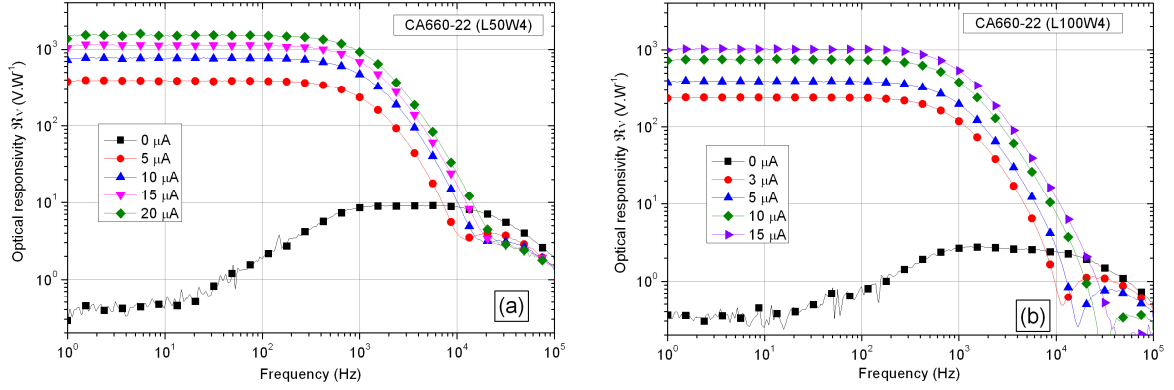 CA660-22 (L50W4)
Optical responsivity ℜv (V.W⁻¹)
10³
10²
10¹
10⁰
0 μA
5 μA
10 μA
15 μA
20 μA
(a)
10⁰ 10¹ 10² 10³ 10⁴ 10⁵
Frequency (Hz)
CA660-22 (L100W4)
Optical responsivity ℜv (V.W⁻¹)
10³
10²
10¹
10⁰
0 μA
3 μA
5 μA
10 μA
15 μA
(b)
10⁰ 10¹ 10² 10³ 10⁴ 10⁵
Frequency (Hz)